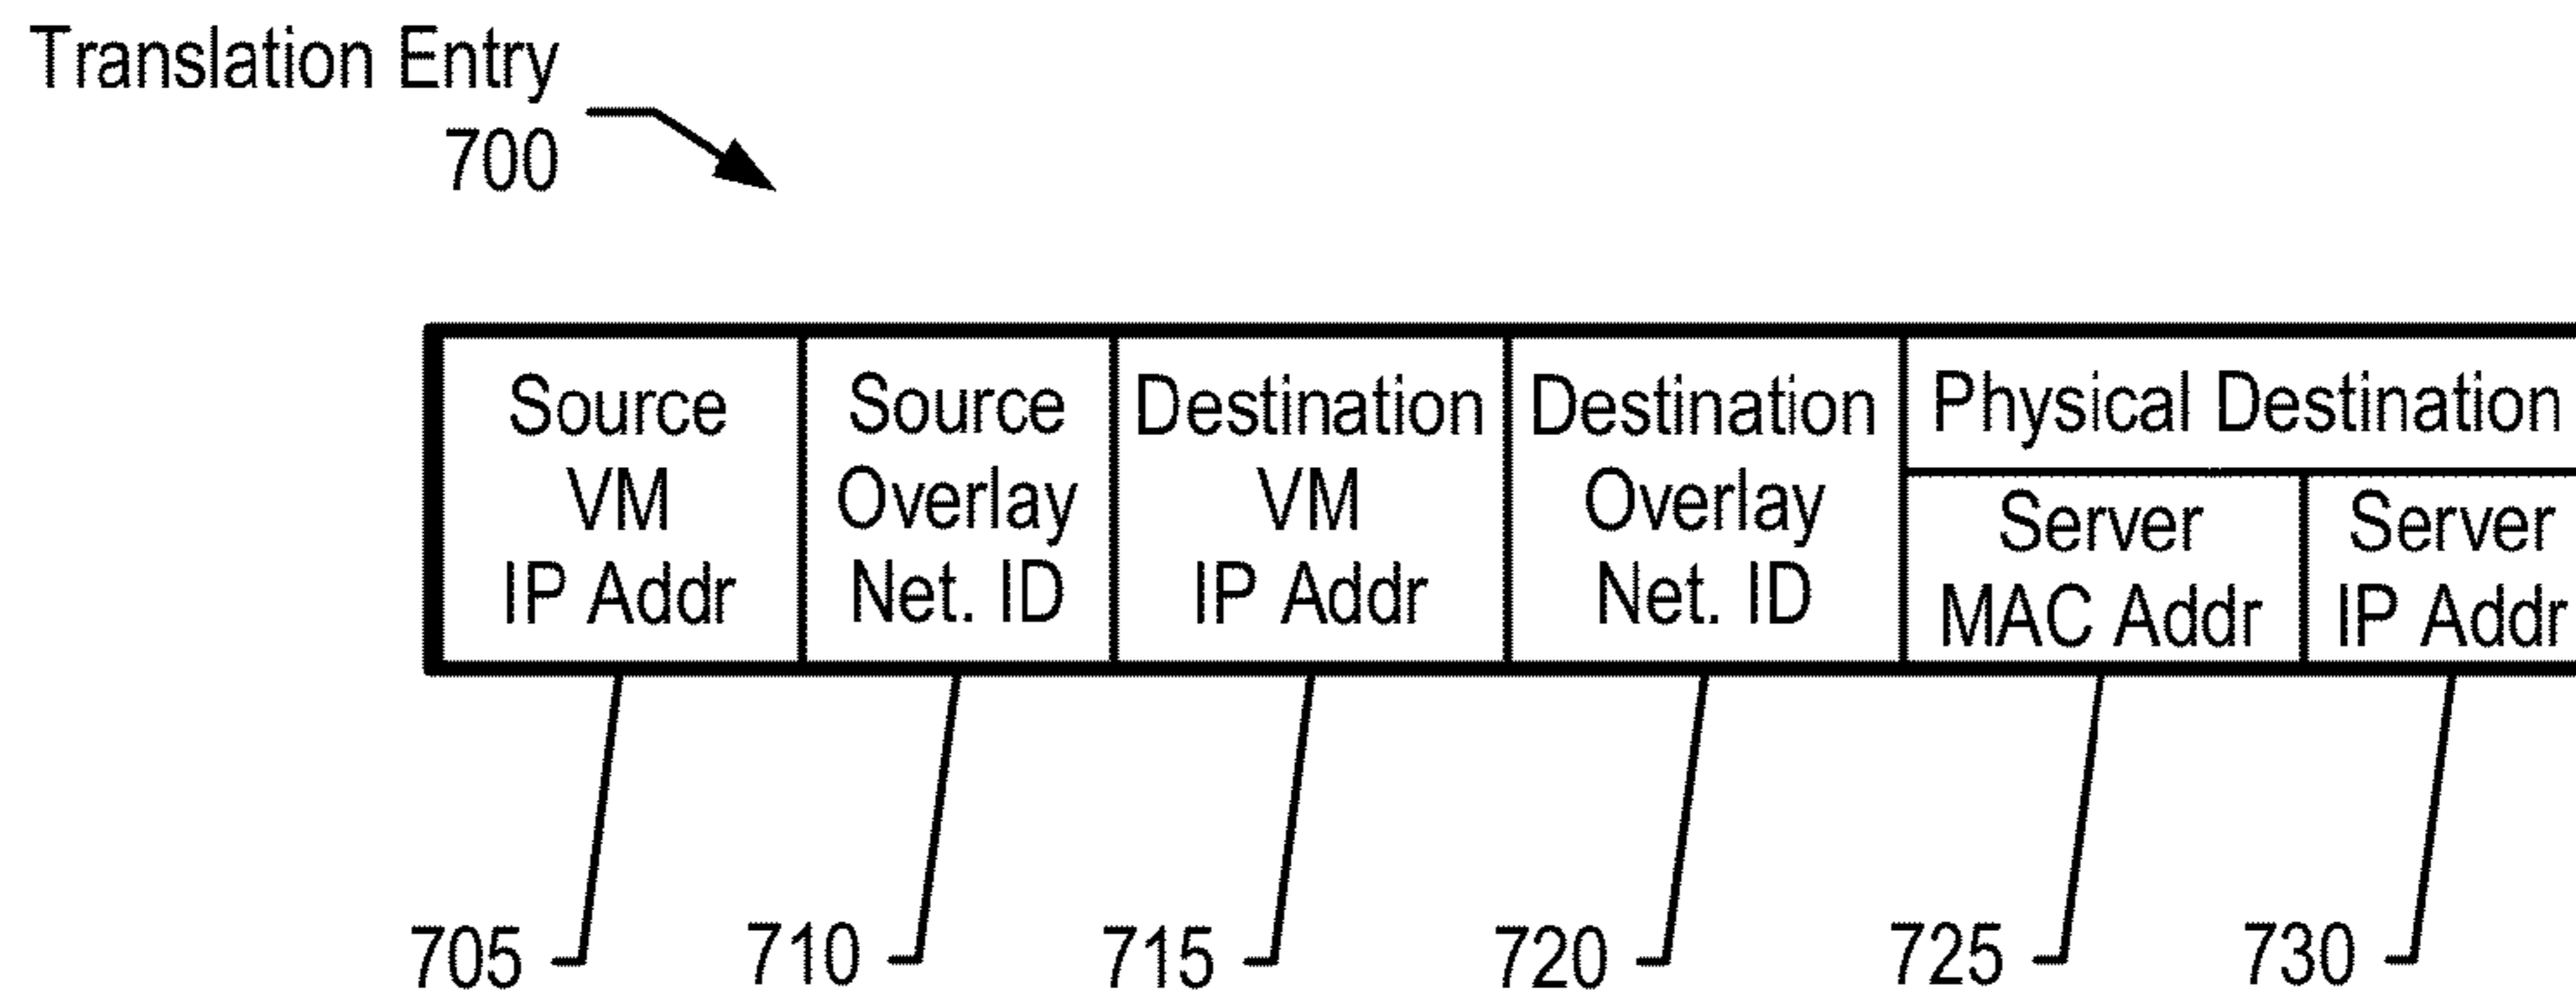 Translation Entry
700
Source
VM
IP Addr
Source
Overlay
Net. ID
Destination
VM
IP Addr
Destination
Overlay
Net. ID
Physical Destination
Server
MAC Addr
Server
IP Addr
705
710
715
720
725
730